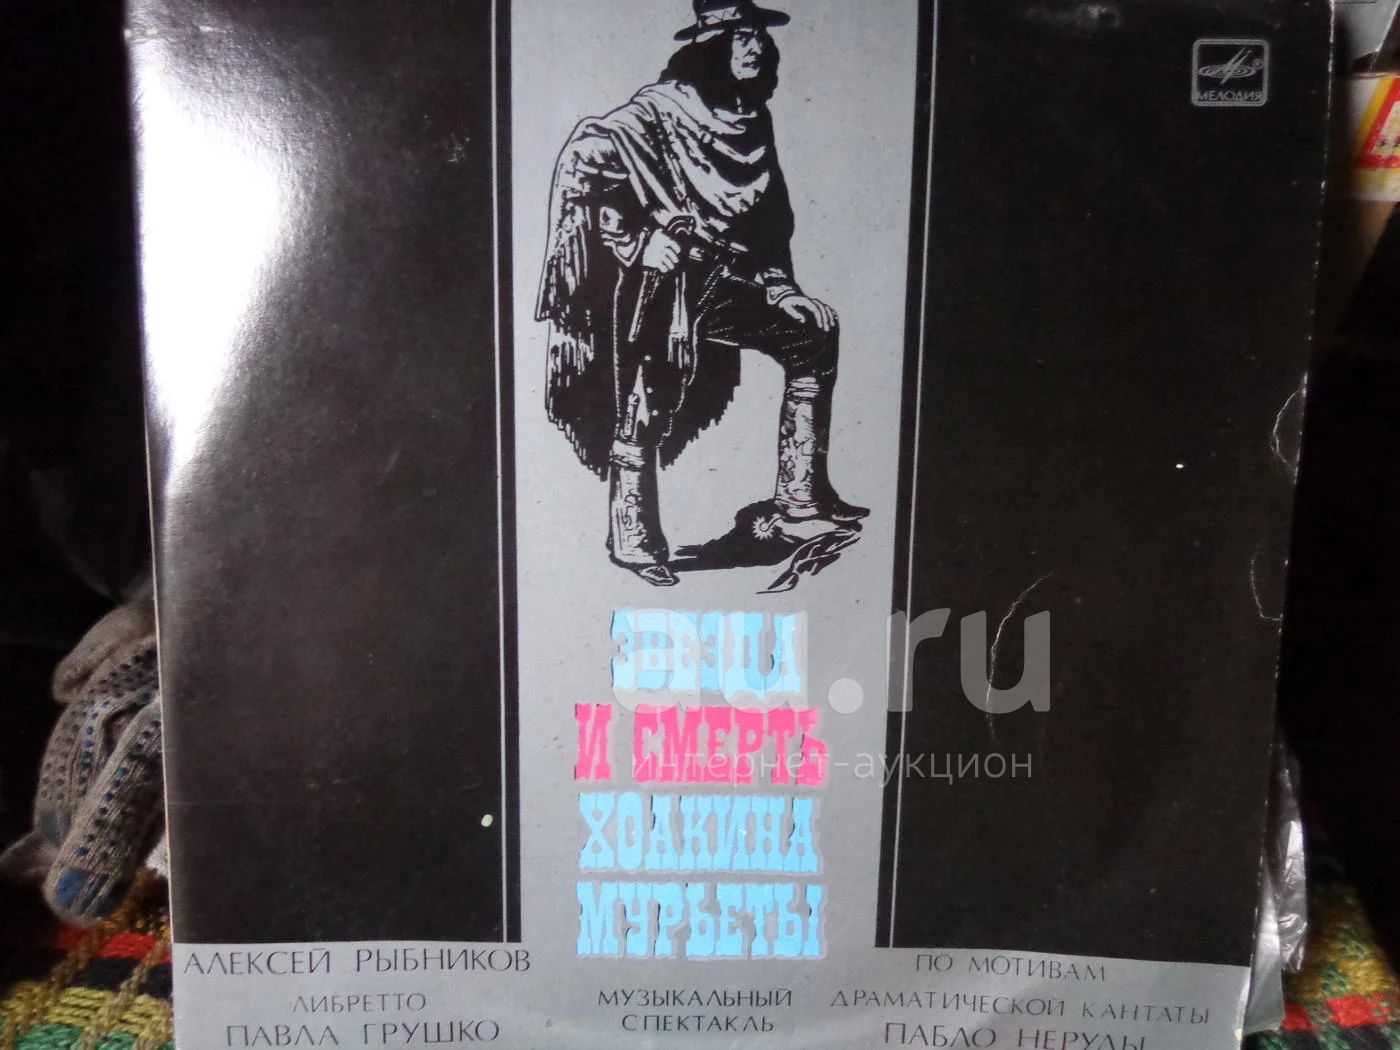 МЕЛОДИЯ
ЗВЕЗДА
И СМЕРТЬ
ХОАКИНА
МУРЬЕТЫ
au.ru
интернет-аукцион
АЛЕКСЕЙ РЫБНИКОВ
ЛИБРЕТТО
ПАВЛА ГРУШКО
МУЗЫКАЛЬНЫЙ
СПЕКТАКЛЬ
ПО МОТИВАМ
ДРАМАТИЧЕСКОЙ КАНТАТЫ
ПАБЛО НЕРУДЫ